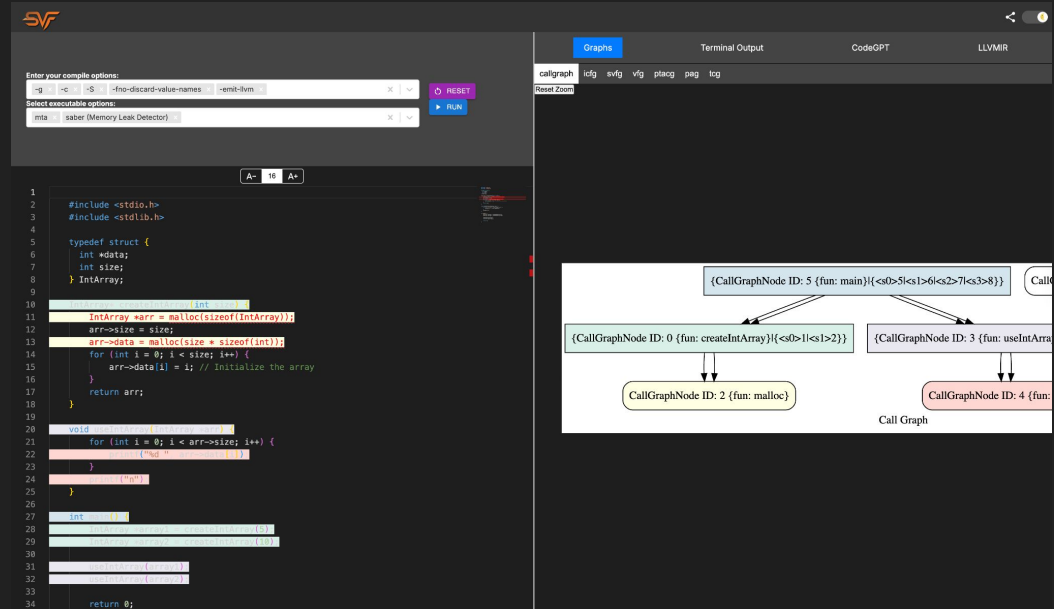 SVF
Enter your compile options:
-g × -c × -S × -fno-discard-value-names × -emit-llvm ×
RESET
Select executable options:
mta × saber (Memory Leak Detector) ×
RUN
A- 16 A+
1
2 #include <stdio.h>
3 #include <stdlib.h>
4
5 typedef struct {
6 int *data;
7 int size;
8 } IntArray;
9
10 IntArray* createIntArray(int size) {
11 IntArray *arr = malloc(sizeof(IntArray));
12 arr->size = size;
13 arr->data = malloc(size * sizeof(int));
14 for (int i = 0; i < size; i++) {
15 arr->data[i] = i; // Initialize the array
16 }
17 return arr;
18 }
19
20 void useIntArray(IntArray *arr) {
21 for (int i = 0; i < arr->size; i++) {
22 printf("%d ", arr->data[i]);
23 }
24 printf("n");
25 }
26
27 int main() {
28 IntArray *array1 = createIntArray(5);
29 IntArray *array2 = createIntArray(10);
30
31 useIntArray(array1);
32 useIntArray(array2);
33
34 return 0;
Graphs Terminal Output CodeGPT LLVMIR
callgraph icfg svfg vfg ptacg pag tcg
Reset Zoom
{CallGraphNode ID: 5 {fun: main}|{<s0>5|<s1>6|<s2>7|<s3>8}} Call
{CallGraphNode ID: 0 {fun: createIntArray}|{<s0>1|<s1>2}} {CallGraphNode ID: 3 {fun: useIntArray
CallGraphNode ID: 2 {fun: malloc} CallGraphNode ID: 4 {fun:
Call Graph